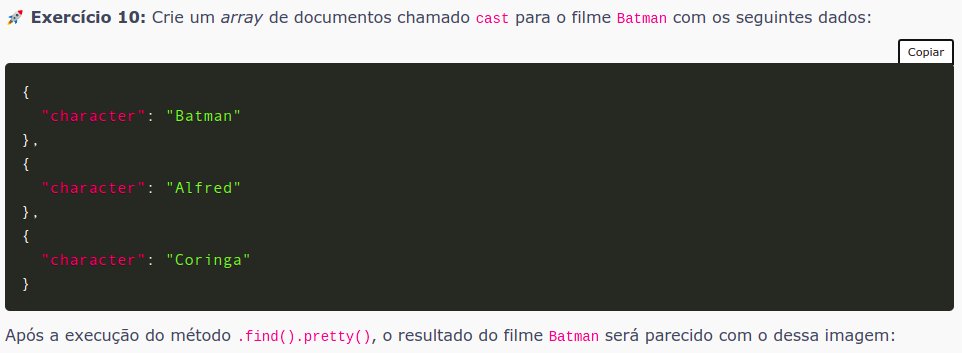 🚀 Exercício 10: Crie um array de documentos chamado cast para o filme Batman com os seguintes dados:
Copiar
{
  "character": "Batman"
},
{
  "character": "Alfred"
},
{
  "character": "Coringa"
}
Após a execução do método .find().pretty(), o resultado do filme Batman será parecido com o dessa imagem: